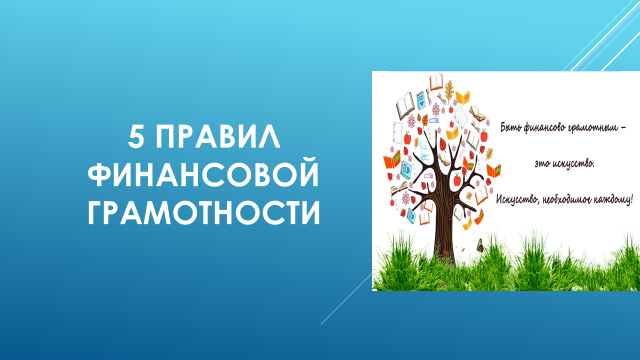 5 ПРАВИЛ
ФИНАНСОВОЙ
ГРАМОТНОСТИ
Быть финансово грамотным –
это искусство.
Искусство, необходимое каждому!